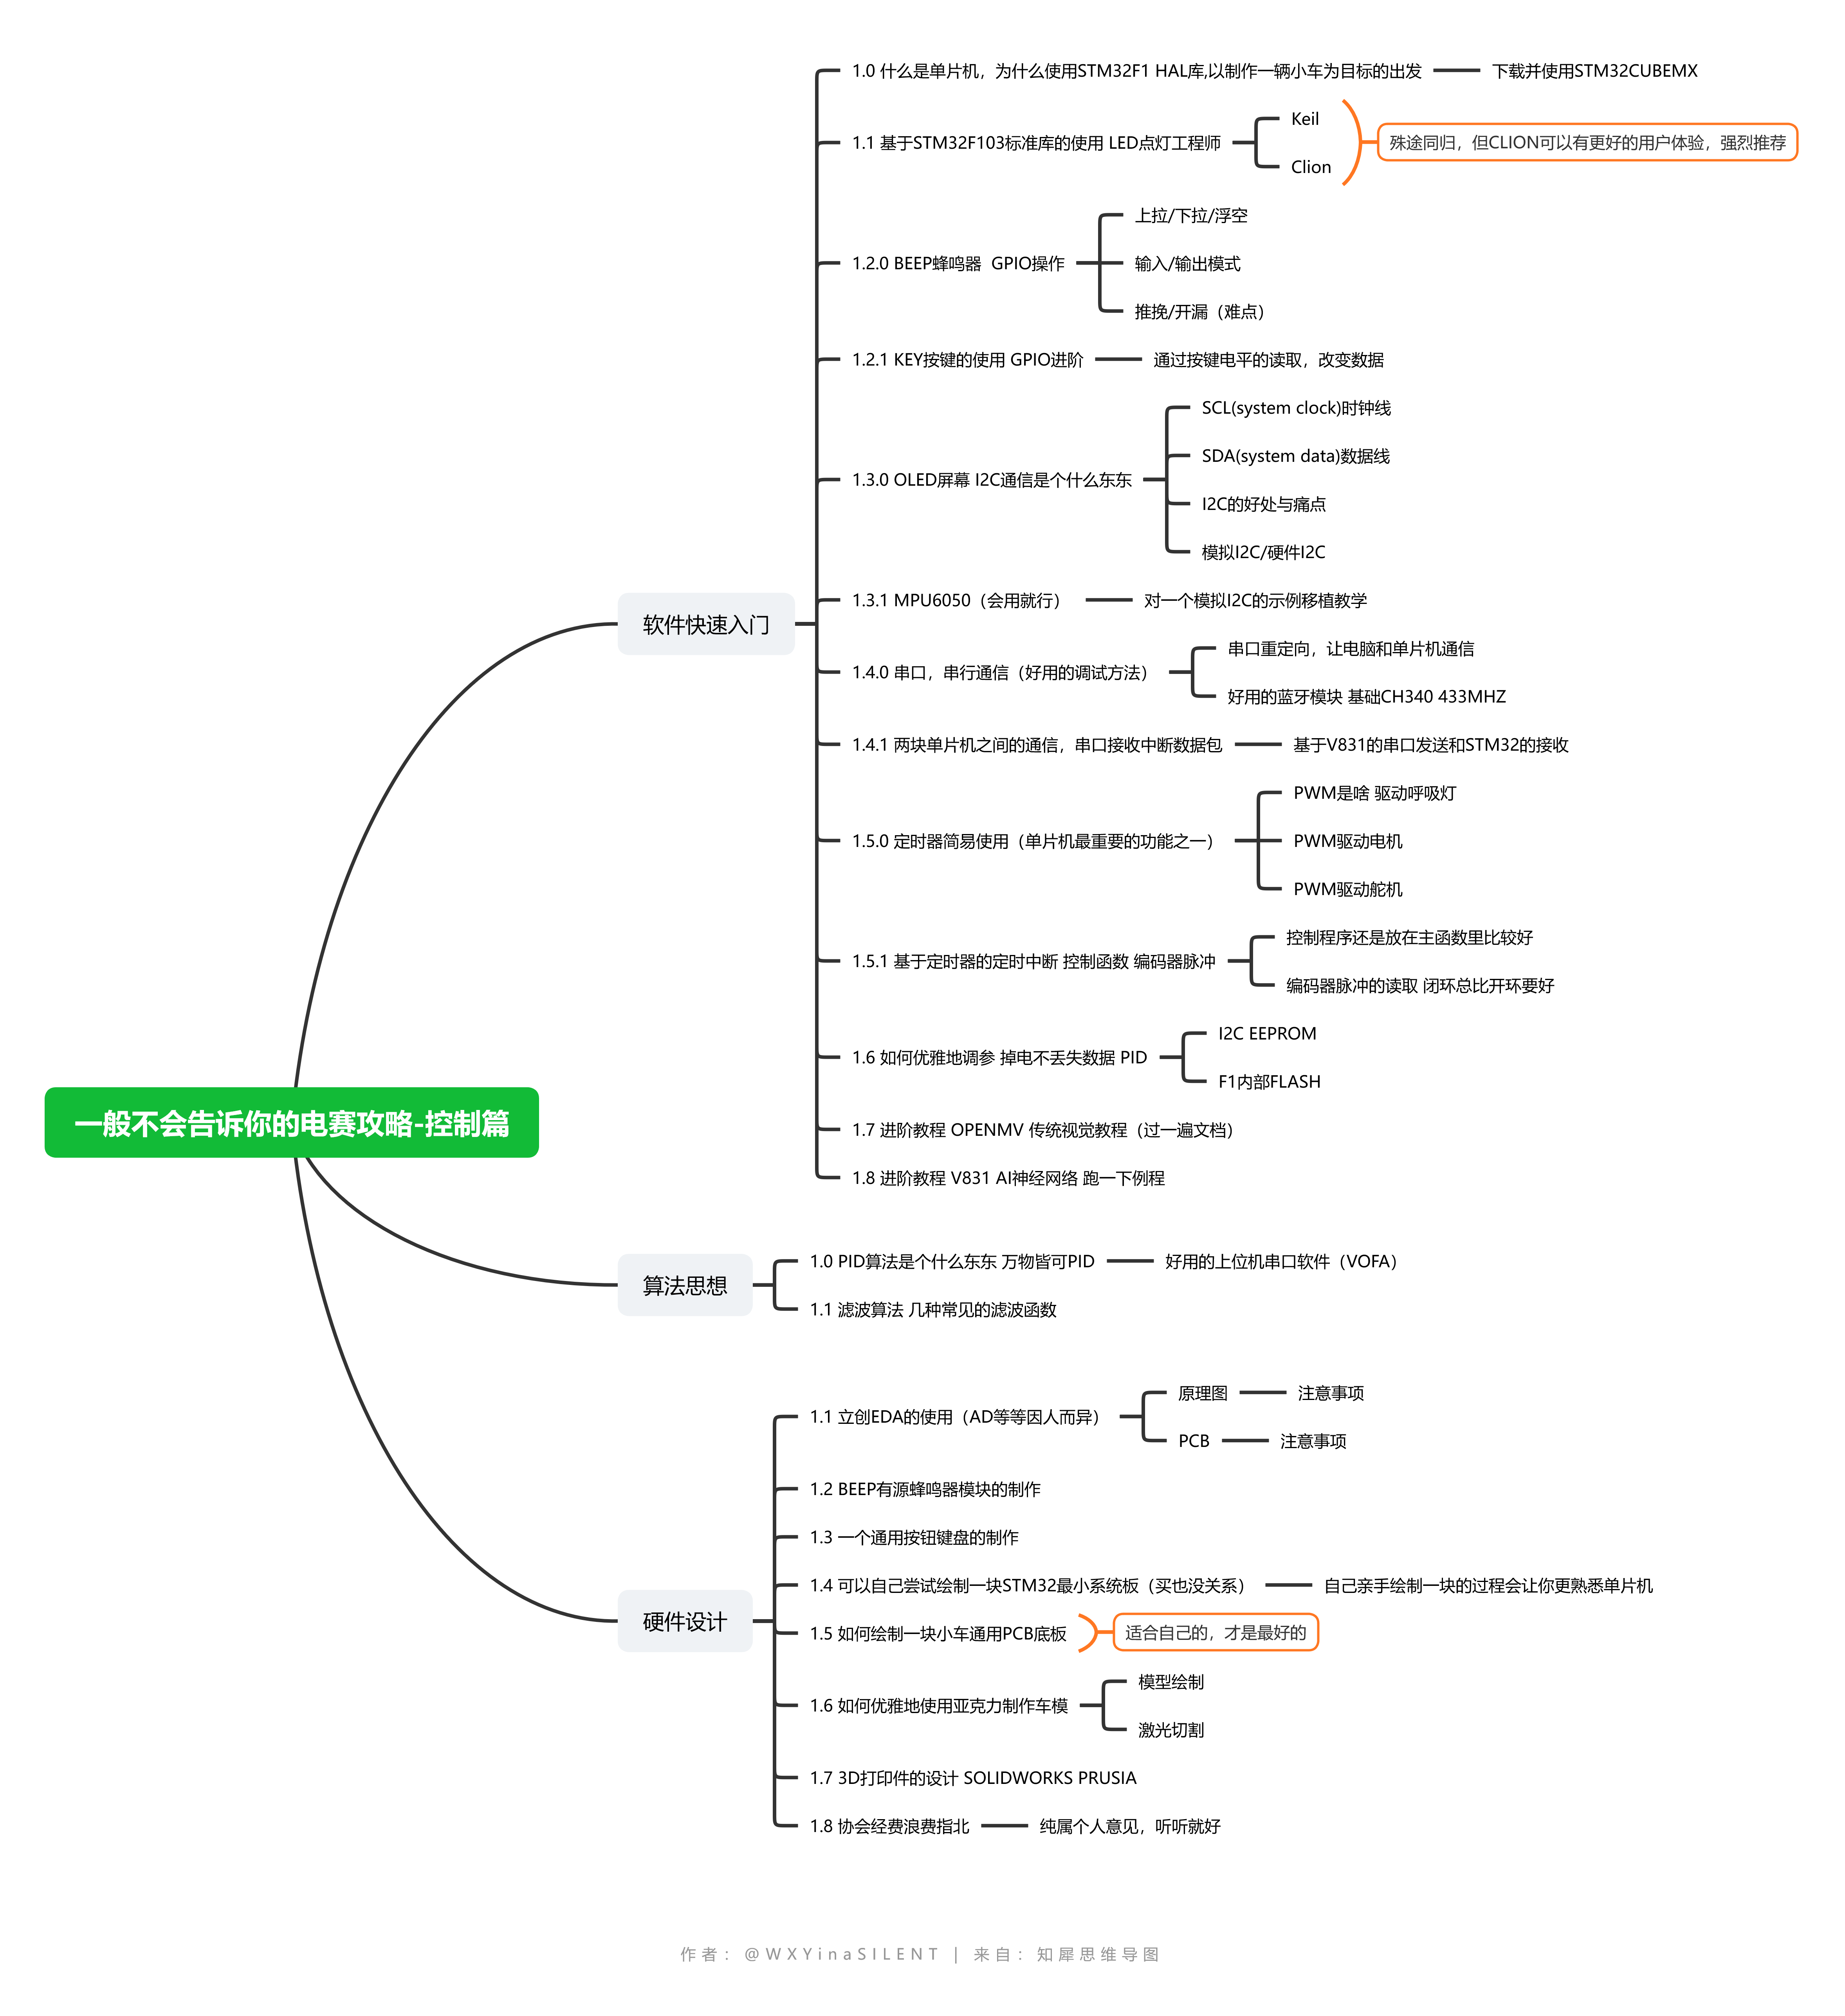 一般不会告诉你的电赛攻略-控制篇
软件快速入门
1.0 什么是单片机，为什么使用STM32F1 HAL库,以制作一辆小车为目标的出发
下载并使用STM32CUBEMX
1.1 基于STM32F103标准库的使用 LED点灯工程师
Keil
Clion
殊途同归，但CLION可以有更好的用户体验，强烈推荐
1.2.0 BEEP蜂鸣器  GPIO操作
上拉/下拉/浮空
输入/输出模式
推挽/开漏（难点）
1.2.1 KEY按键的使用 GPIO进阶
通过按键电平的读取，改变数据
1.3.0 OLED屏幕 I2C通信是个什么东东
SCL(system clock)时钟线
SDA(system data)数据线
I2C的好处与痛点
模拟I2C/硬件I2C
1.3.1 MPU6050（会用就行）
对一个模拟I2C的示例移植教学
1.4.0 串口，串行通信（好用的调试方法）
串口重定向，让电脑和单片机通信
好用的蓝牙模块 基础CH340 433MHZ
1.4.1 两块单片机之间的通信，串口接收中断数据包
基于V831的串口发送和STM32的接收
1.5.0 定时器简易使用（单片机最重要的功能之一）
PWM是啥 驱动呼吸灯
PWM驱动电机
PWM驱动舵机
1.5.1 基于定时器的定时中断 控制函数 编码器脉冲
控制程序还是放在主函数里比较好
编码器脉冲的读取 闭环总比开环要好
1.6 如何优雅地调参 掉电不丢失数据 PID
I2C EEPROM
F1内部FLASH
1.7 进阶教程 OPENMV 传统视觉教程（过一遍文档）
1.8 进阶教程 V831 AI神经网络 跑一下例程
算法思想
1.0 PID算法是个什么东东 万物皆可PID
好用的上位机串口软件（VOFA）
1.1 滤波算法 几种常见的滤波函数
硬件设计
1.1 立创EDA的使用（AD等等因人而异）
原理图
注意事项
PCB
注意事项
1.2 BEEP有源蜂鸣器模块的制作
1.3 一个通用按钮键盘的制作
1.4 可以自己尝试绘制一块STM32最小系统板（买也没关系）
自己亲手绘制一块的过程会让你更熟悉单片机
1.5 如何绘制一块小车通用PCB底板
适合自己的，才是最好的
1.6 如何优雅地使用亚克力制作车模
模型绘制
激光切割
1.7 3D打印件的设计 SOLIDWORKS PRUSIA
1.8 协会经费浪费指北
纯属个人意见，听听就好
作者：@WXYinaSILENT | 来自：知犀思维导图